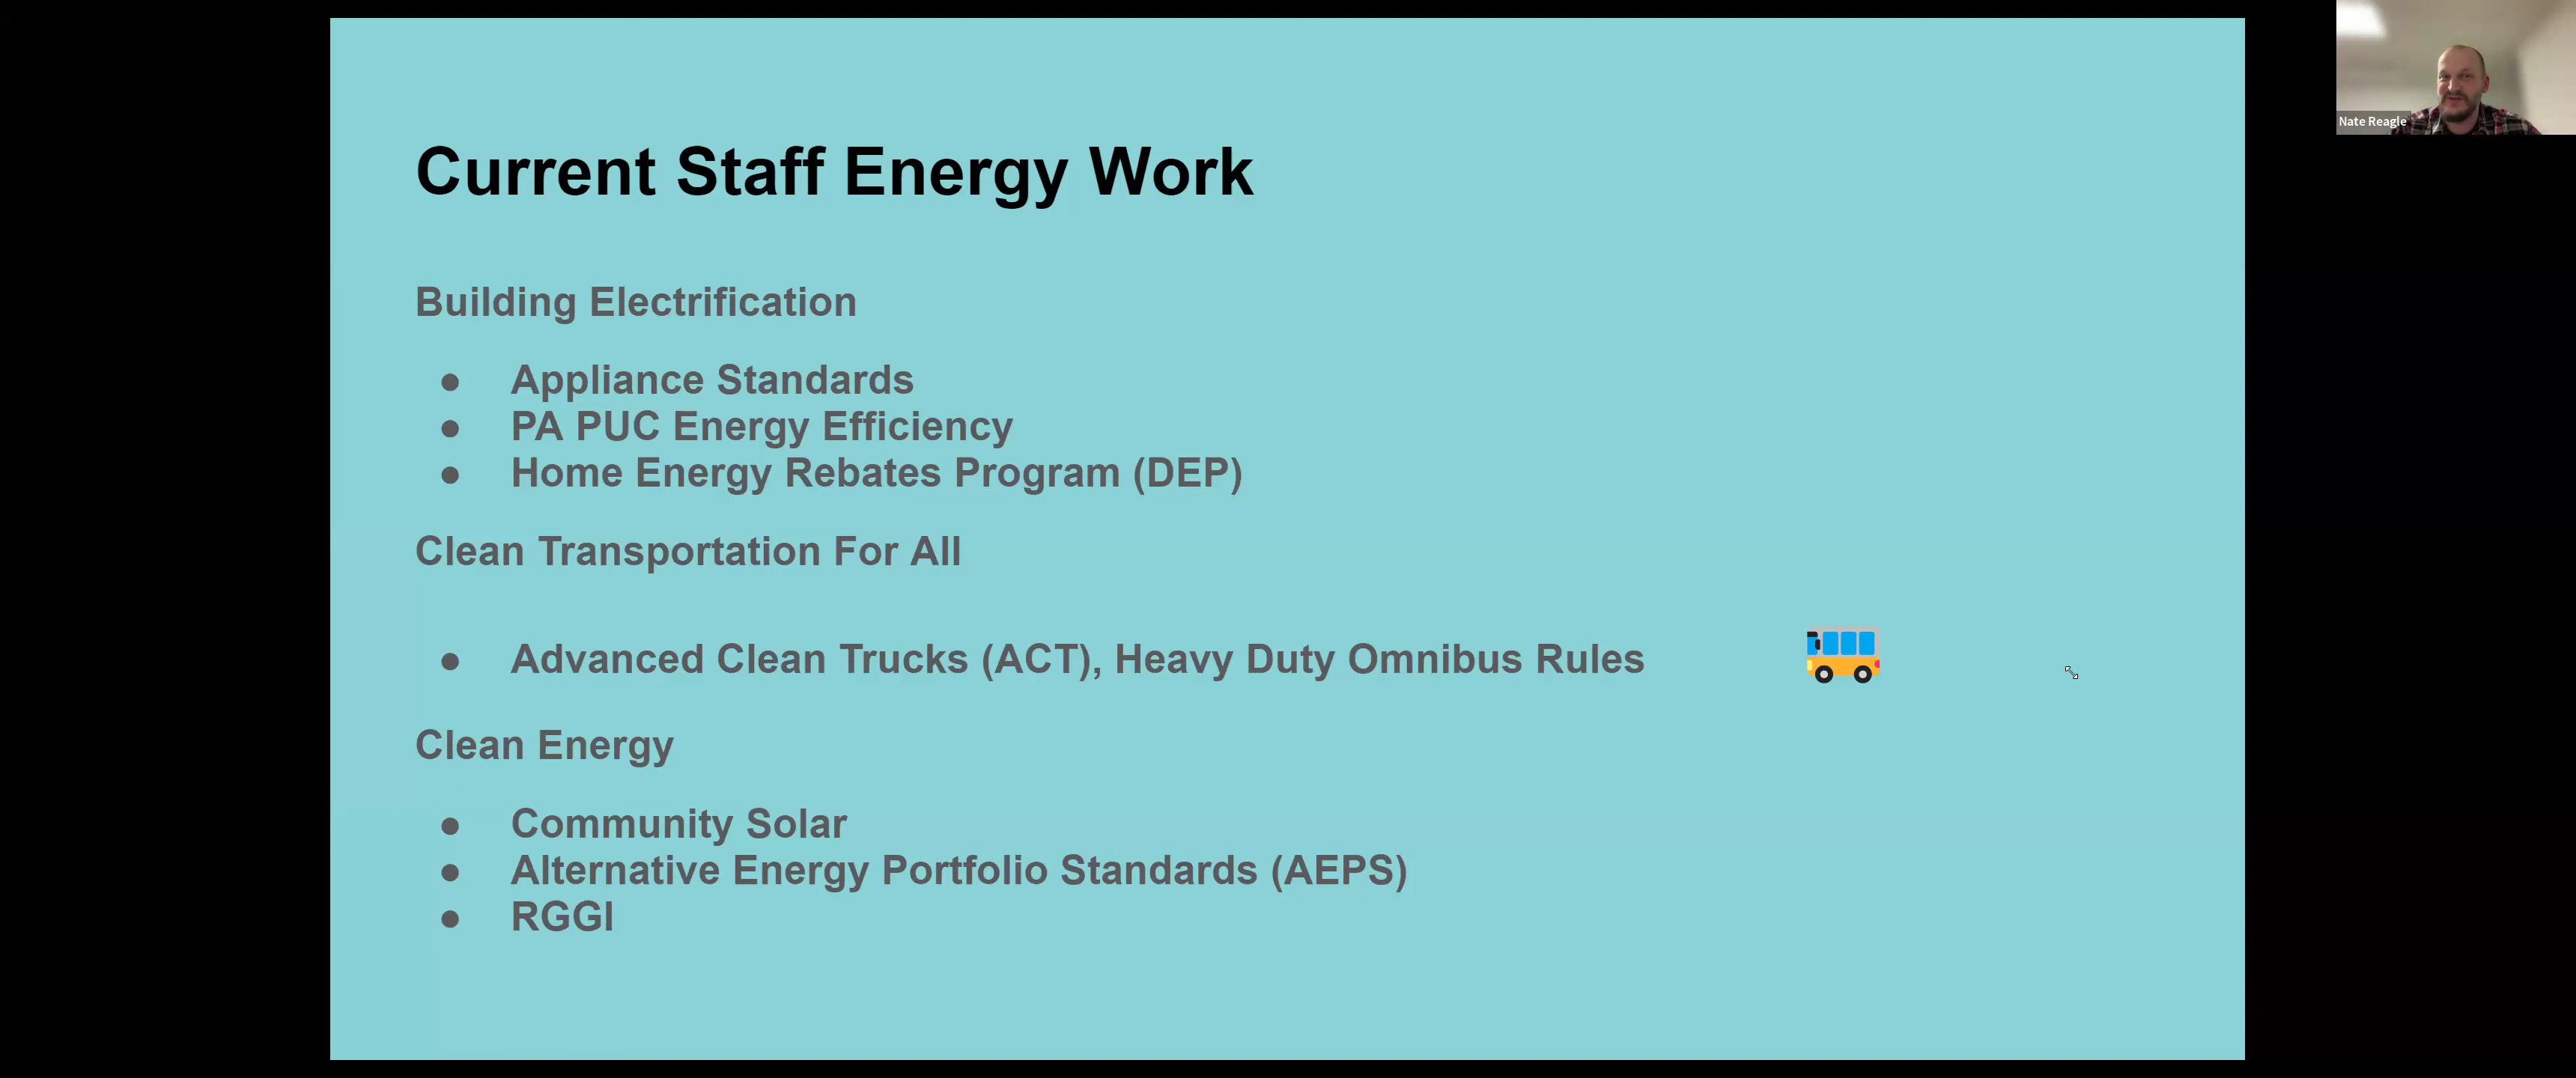 Current Staff Energy Work
Building Electrification
● Appliance Standards
● PA PUC Energy Efficiency
● Home Energy Rebates Program (DEP)
Clean Transportation For All
● Advanced Clean Trucks (ACT), Heavy Duty Omnibus Rules
Clean Energy
● Community Solar
● Alternative Energy Portfolio Standards (AEPS)
● RGGI
Nate Reagle